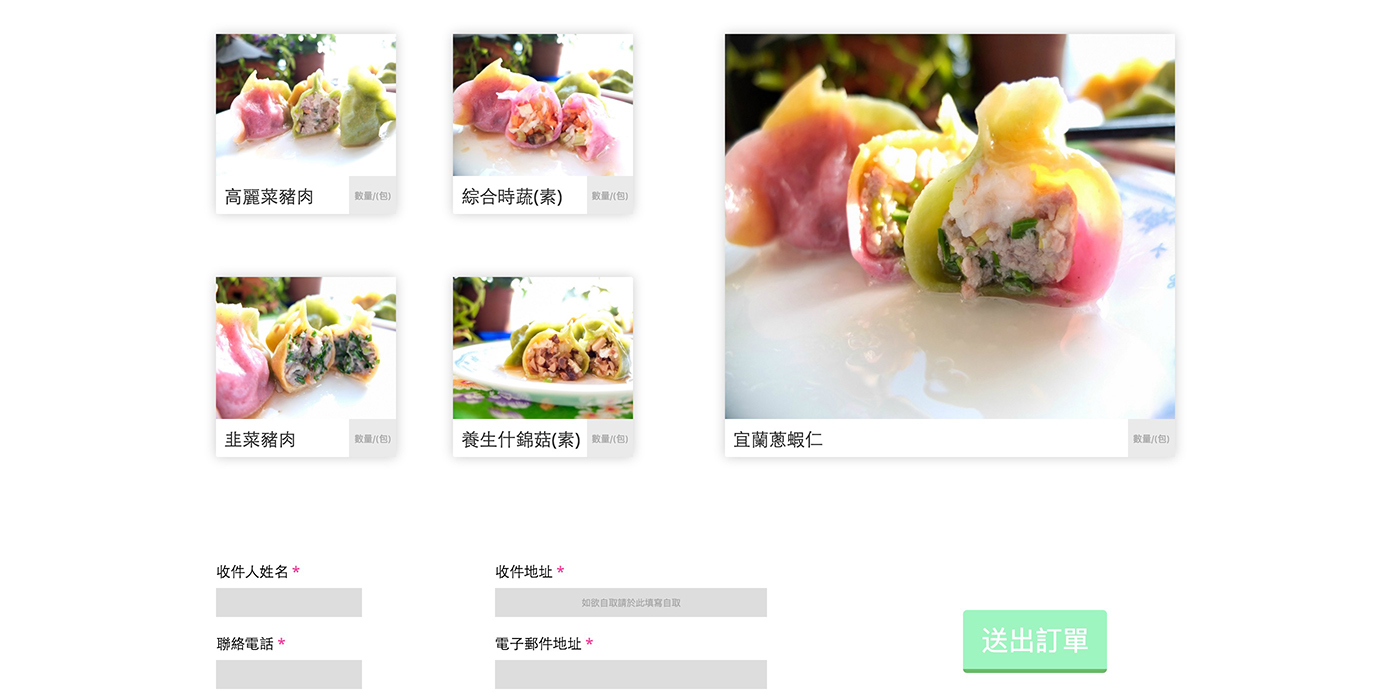 高麗菜豬肉 數量/(包)
綜合時蔬(素) 數量/(包)
韭菜豬肉 數量/(包)
養生什錦菇(素) 數量/(包)
宜蘭蔥蝦仁 數量/(包)
收件人姓名 *
收件地址 *
如欲自取請於此填寫自取
聯絡電話 *
電子郵件地址 *
送出訂單